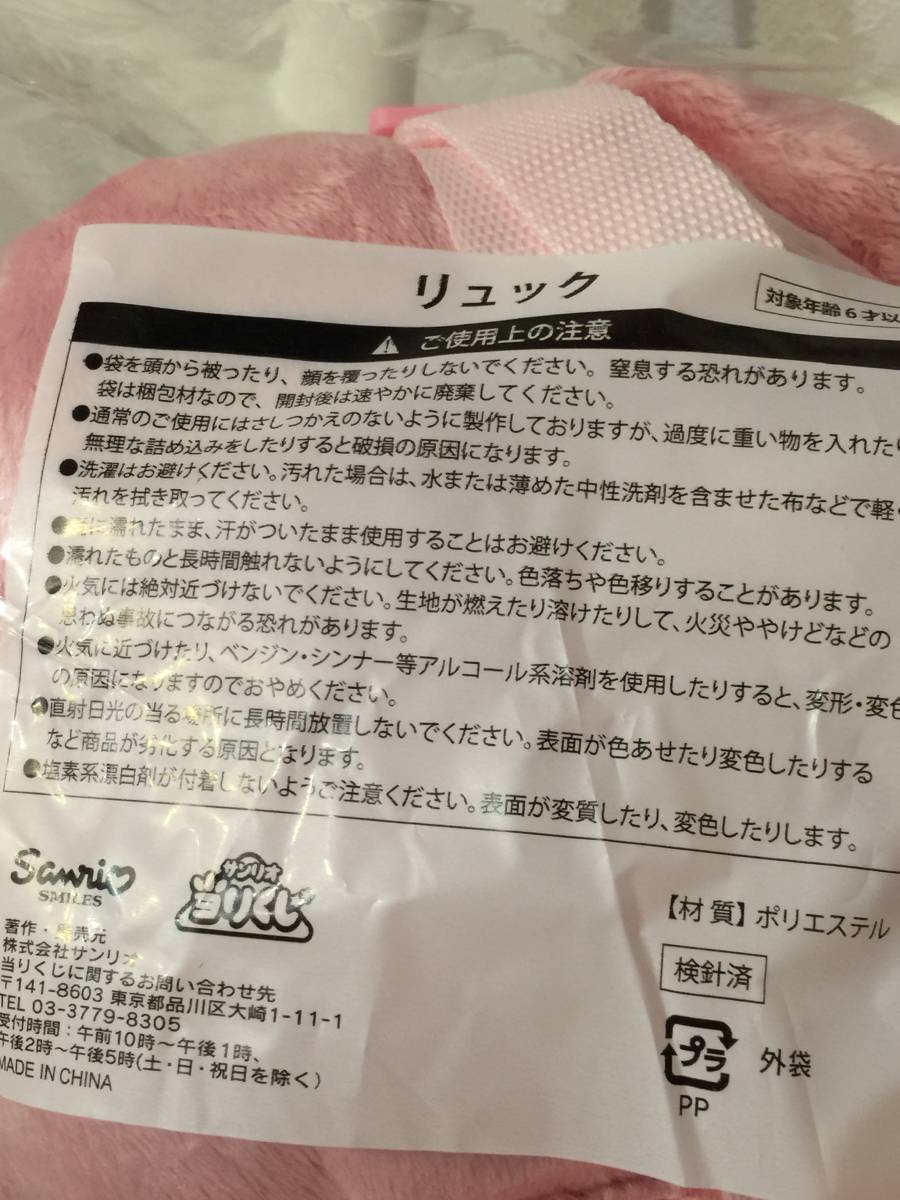 リュック
対象年齢6才以
ご使用上の注意
●袋を頭から被ったり、顔を覆ったりしないでください。窒息する恐れがあります。
袋は梱包材なので、開封後は速やかに廃棄してください。
●通常のご使用にはさしつかえのないように製作しておりますが、過度に重い物を入れたり
無理な詰め込みをしたりすると破損の原因になります。
●洗濯はお避けください。汚れた場合は、水または薄めた中性洗剤を含ませた布などで軽
汚れを拭き取ってください。
●に濡れたまま、汗がついたまま使用することはお避けください。
●濡れたものと長時間触れないようにしてください。色落ちや色移りすることがあります。
●火気には絶対近づけないでください。生地が燃えたり溶けたりして、火災ややけどなどの
思わぬ事故につながる恐れがあります。
●火気に近づけたり、ベンジン・シンナー等アルコール系溶剤を使用したりすると、変形・変色
の原因になりますのでおやめください。
●直射日光の当る場所に長時間放置しないでください。表面が色あせたり変色したりする
など商品が劣化する原因となります。
●塩素系漂白剤が付着しないようご注意ください。表面が変質したり、変色したりします。
Sanrio
SMILES
サンリオ
当りくじ
著作・発売元
株式会社サンリオ
当りくじに関するお問い合わせ先
〒141-8603 東京都品川区大崎1-11-1
TEL 03-3779-8305
受付時間：午前10時〜午後1時、
午後2時〜午後5時(土・日・祝日を除く)
MADE IN CHINA
【材質】ポリエステル
検針済
プラ
外袋
PP